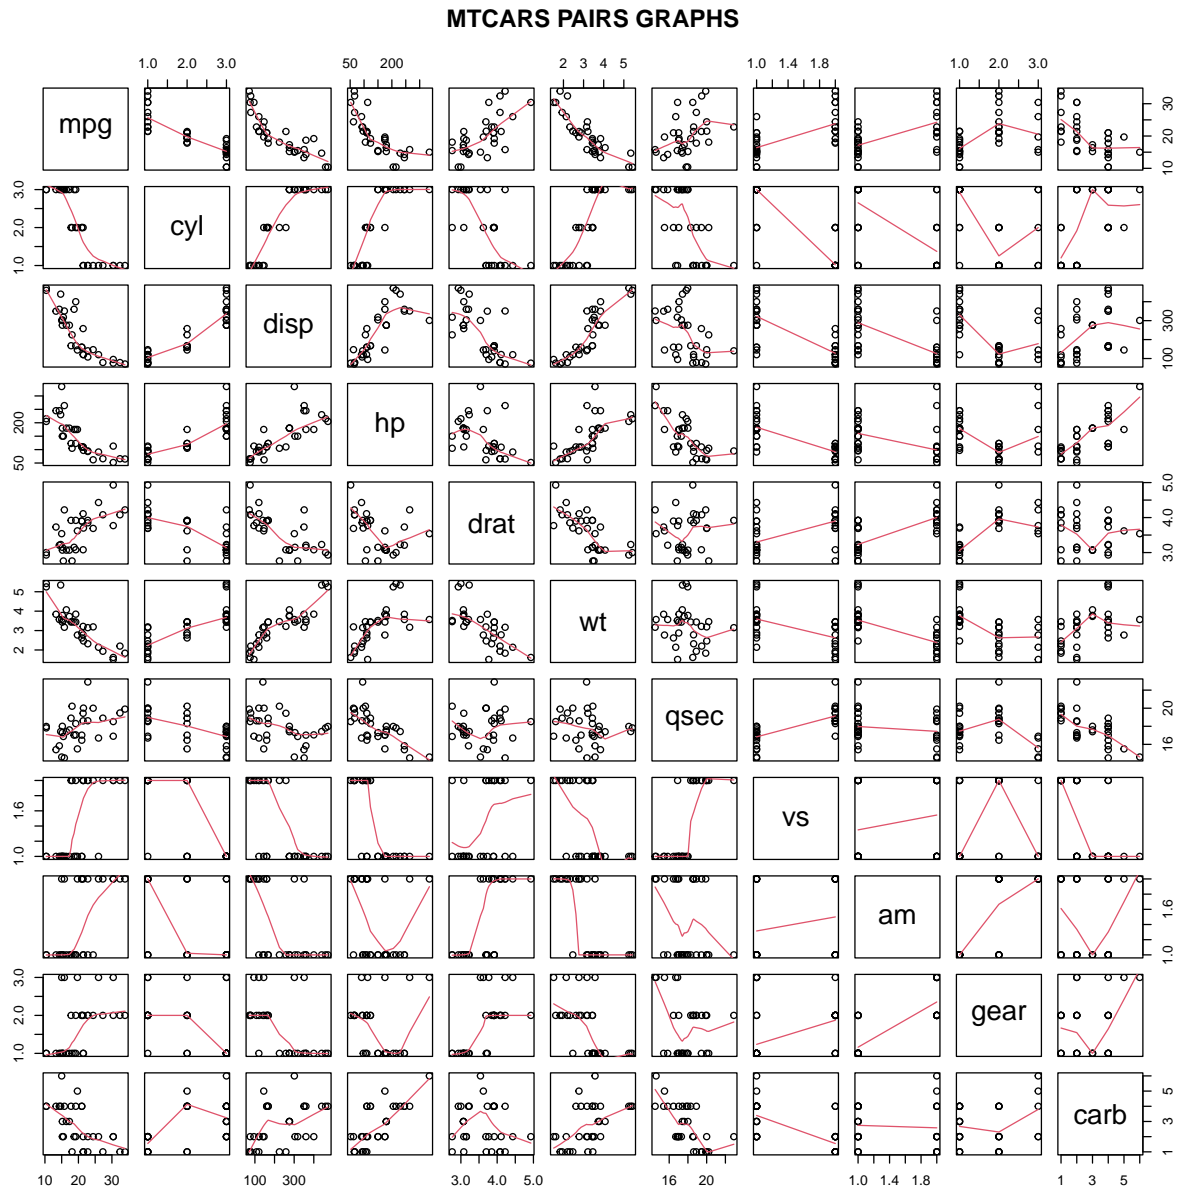 MTCARS PAIRS GRAPHS
1.0 2.0 3.0 50 200 2 3 4 5 1.0 1.4 1.8 1.0 2.0 3.0
mpg 10 20 30
1.0 2.0 3.0 cyl
disp 100 300
50 200 hp
drat 3.0 4.0 5.0
2 3 4 5 wt
qsec 16 20
1.0 1.6 vs
am 1.0 1.6
1.0 2.0 3.0 gear
carb 1 3 5
10 15 20 25 30 100 300 3.0 4.0 5.0 16 20 1.0 1.4 1.8 1 2 3 4 5 6